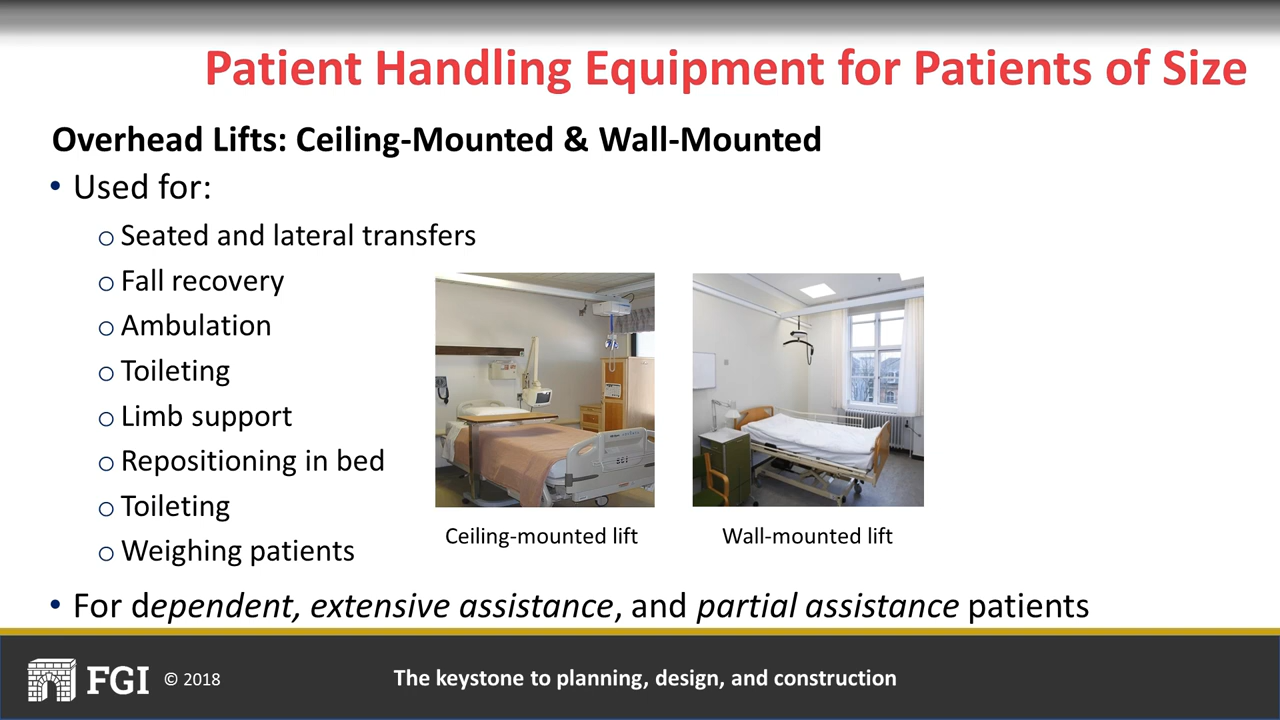 Patient Handling Equipment for Patients of Size
Overhead Lifts: Ceiling-Mounted & Wall-Mounted
• Used for:
o Seated and lateral transfers
o Fall recovery
o Ambulation
o Toileting
o Limb support
o Repositioning in bed
o Toileting
o Weighing patients
Ceiling-mounted lift
Wall-mounted lift
• For dependent, extensive assistance, and partial assistance patients
FGI © 2018
The keystone to planning, design, and construction